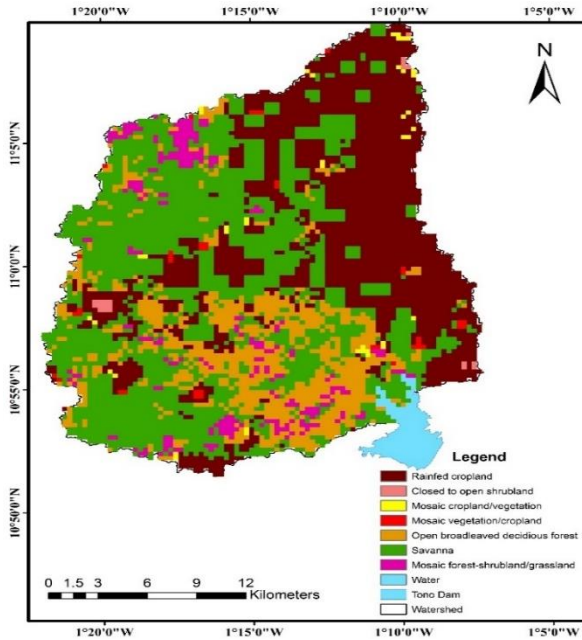 1°20'0"W 1°15'0"W 1°10'0"W 1°5'0"W
N
11°5'0"N
11°0'0"N
10°55'0"N
10°50'0"N
Legend
Rainfed cropland
Closed to open shrubland
Mosaic cropland/vegetation
Mosaic vegetation/cropland
Open broadleaved decidious forest
Savanna
Mosaic forest-shrubland/grassland
Water
Tono Dam
Watershed
0 1.5 3 6 9 12
Kilometers
1°20'0"W 1°15'0"W 1°10'0"W 1°5'0"W